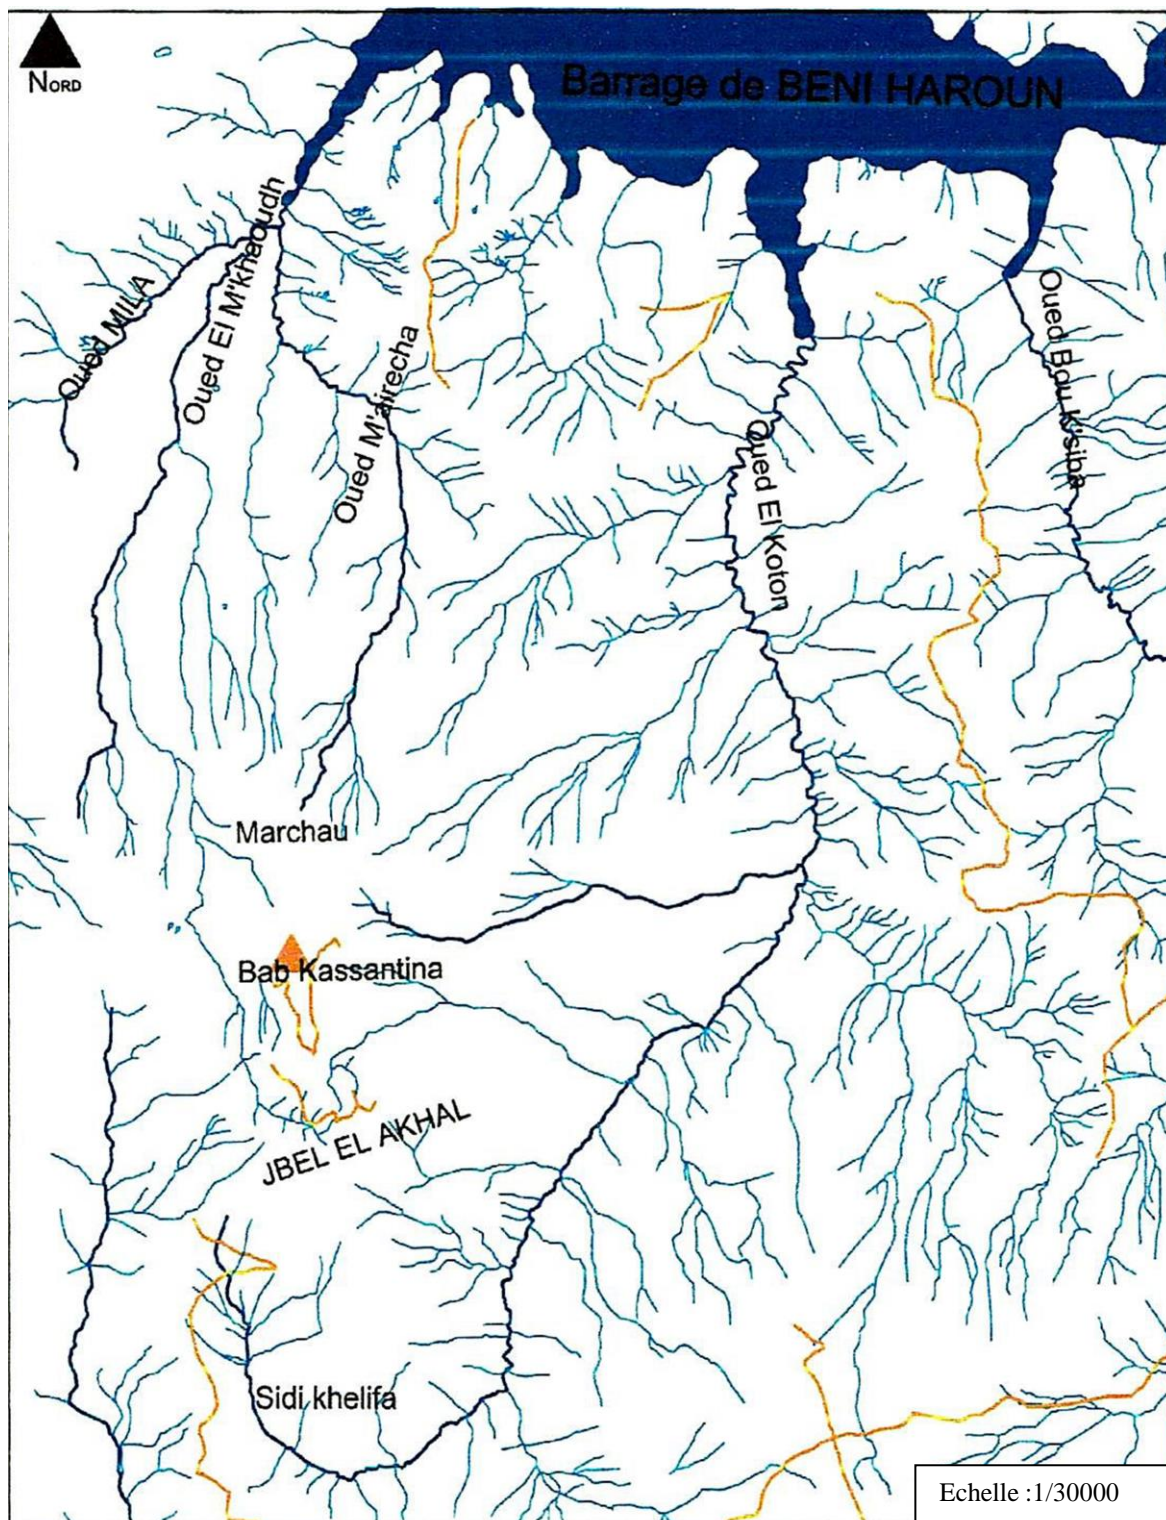 NORD
Barrage de BENI HAROUN
Oued MILA
Oued El M'khaoudh
Oued M'airecha
Oued El Koton
Oued Bou K'siba
Marchau
Bab Kassantina
JBEL EL AKHAL
Sidi khelifa
Echelle :1/30000